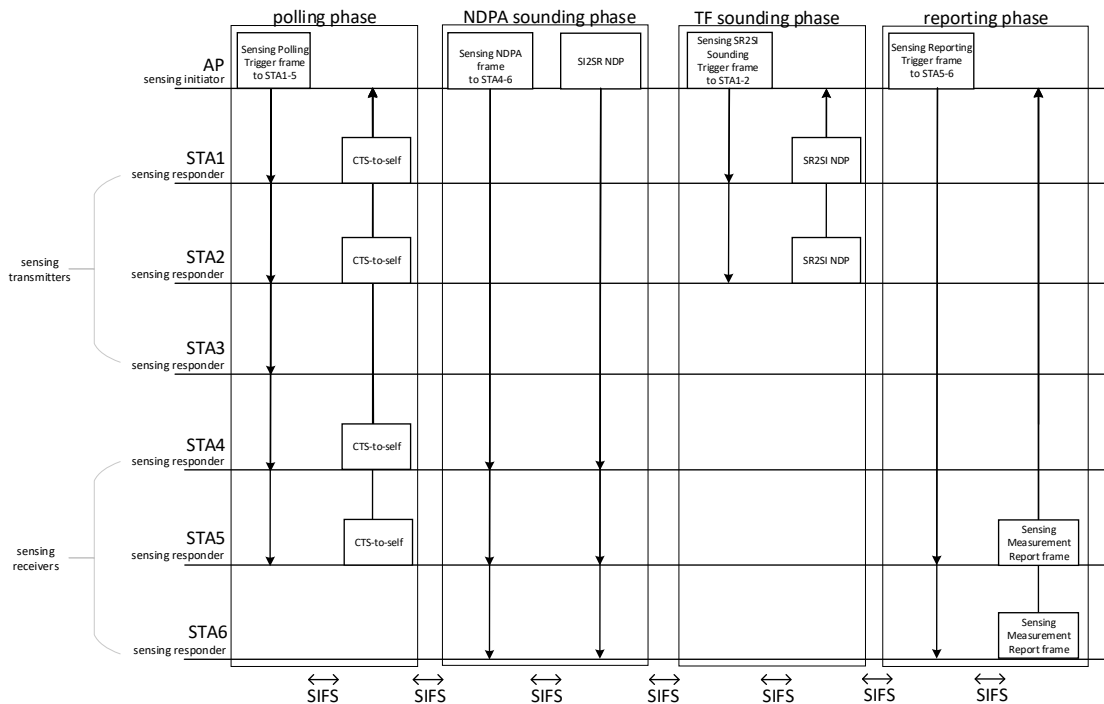 polling phase
NDPA sounding phase
TF sounding phase
reporting phase
AP
sensing initiator
Sensing Polling
Trigger frame
to STA1-5
Sensing NDPA
frame
to STA4-6
SI2SR NDP
Sensing SR2SI
Sounding
Trigger frame
to STA1-2
Sensing Reporting
Trigger frame
to STA5-6
STA1
sensing responder
CTS-to-self
SR2SI NDP
sensing
transmitters
STA2
sensing responder
CTS-to-self
SR2SI NDP
STA3
sensing responder
STA4
sensing responder
CTS-to-self
sensing
receivers
STA5
sensing responder
CTS-to-self
Sensing
Measurement
Report frame
STA6
sensing responder
Sensing
Measurement
Report frame
SIFS
SIFS
SIFS
SIFS
SIFS
SIFS
SIFS